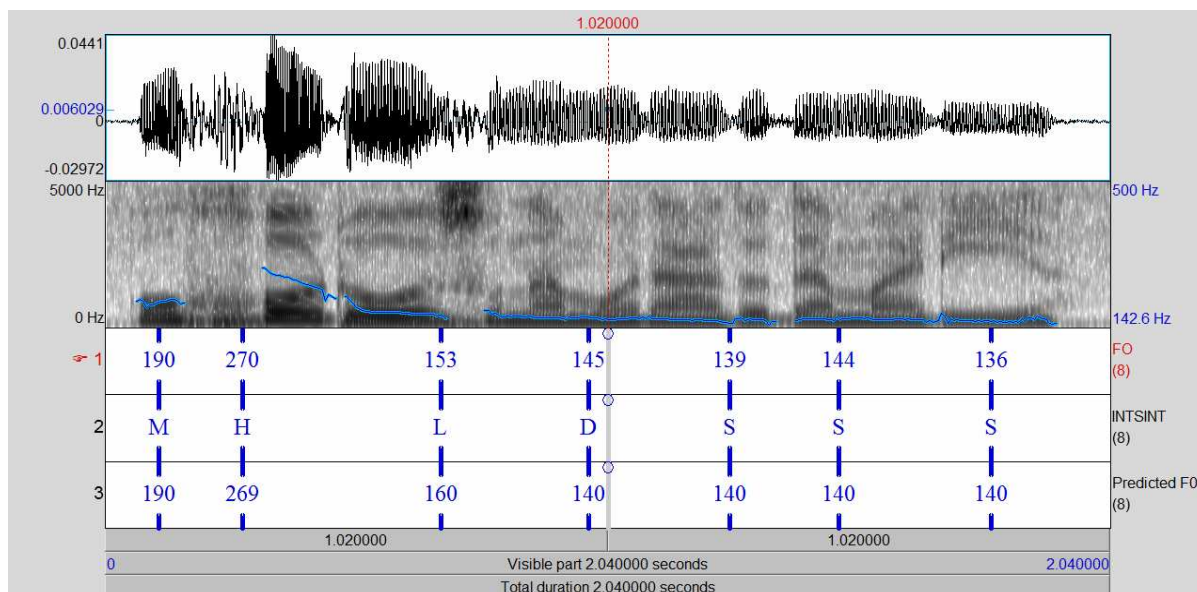 1.020000
0.0441
0.006029
0
-0.02972
5000 Hz
500 Hz
0 Hz
142.6 Hz
☞ 1
190 270 153 145 139 144 136
FO
(8)
2
M H L D S S S
INTSINT
(8)
3
190 269 160 140 140 140 140
Predicted F0
(8)
1.020000 1.020000
0 Visible part 2.040000 seconds 2.040000
Total duration 2.040000 seconds